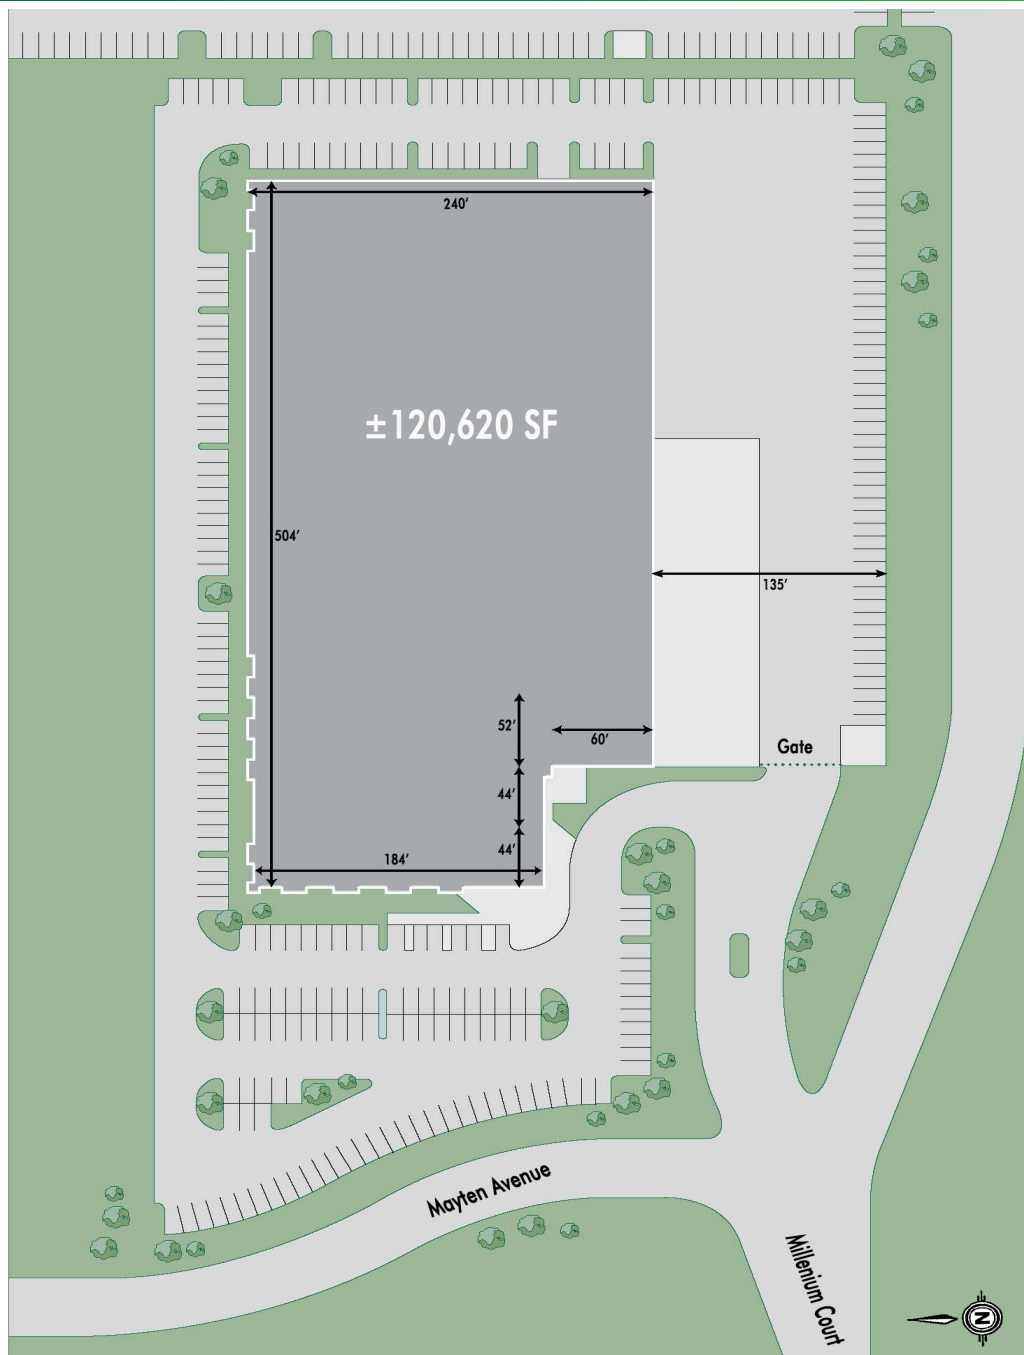 240′
±120,620 SF
504′
135′
52′
60′
Gate
44′
44′
184′
Mayten Avenue
Millenium Court
N